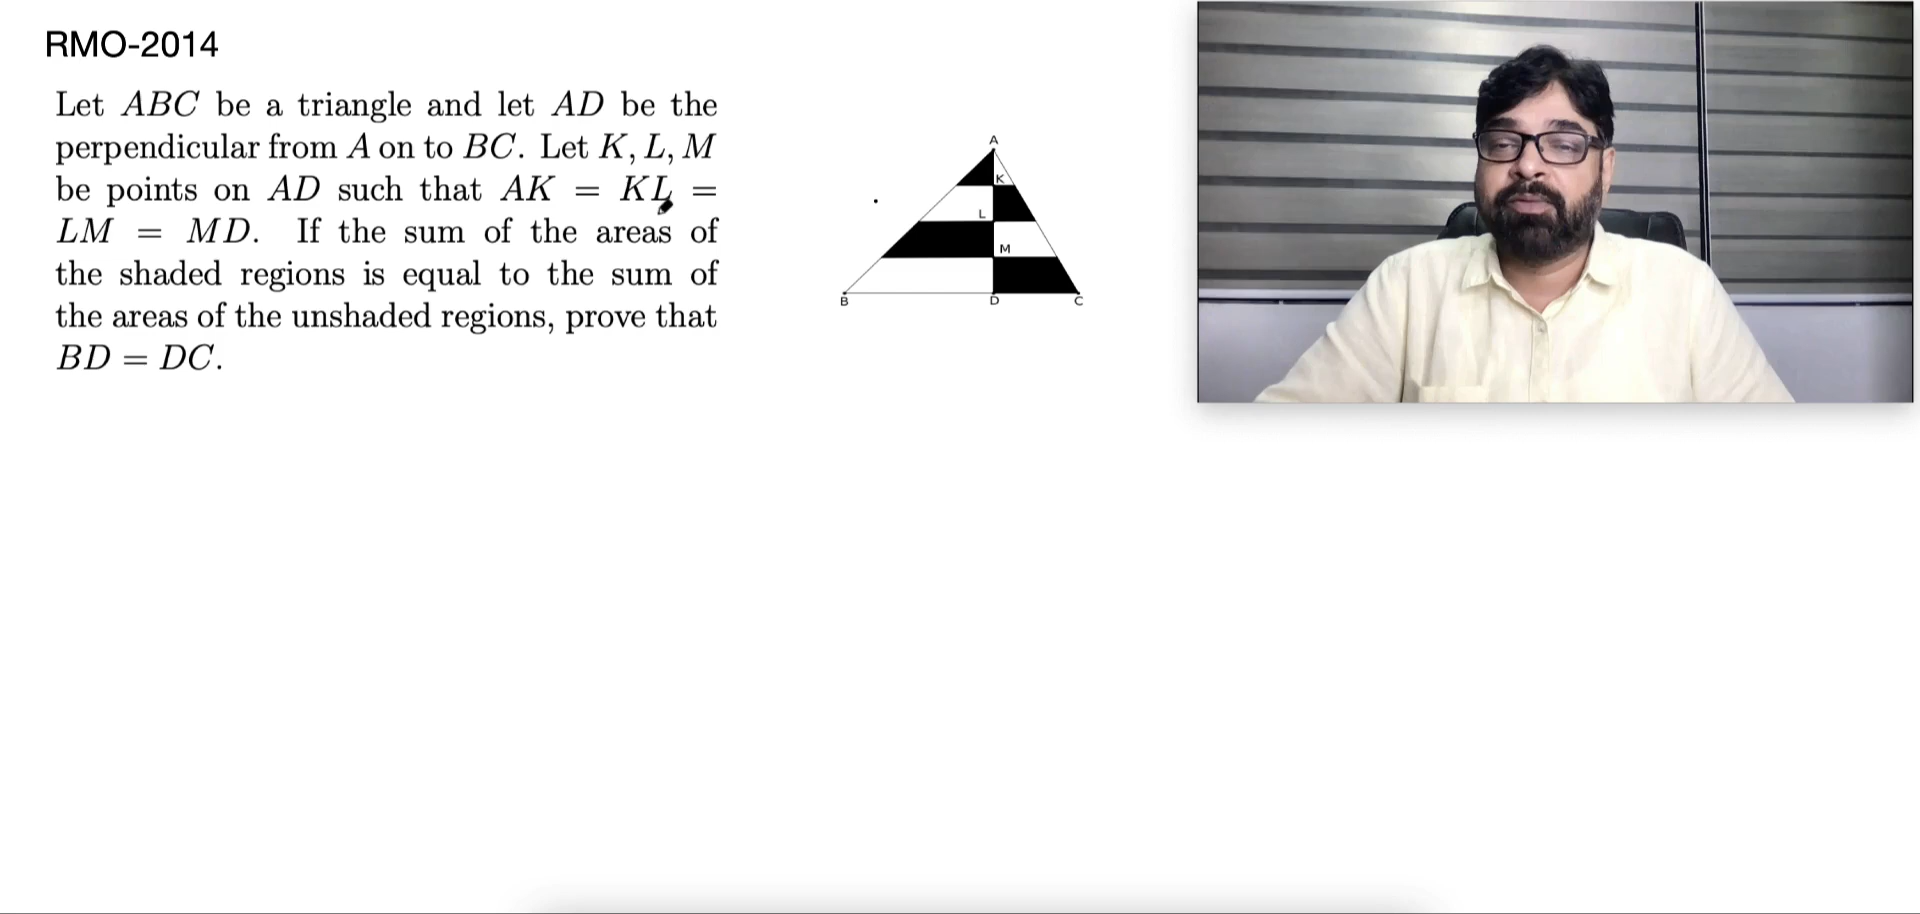 RMO-2014
Let ABC be a triangle and let AD be the
perpendicular from A on to BC. Let K, L, M
be points on AD such that AK = KL =
LM = MD. If the sum of the areas of
the shaded regions is equal to the sum of
the areas of the unshaded regions, prove that
BD = DC.
A
K
L
M
B
D
C